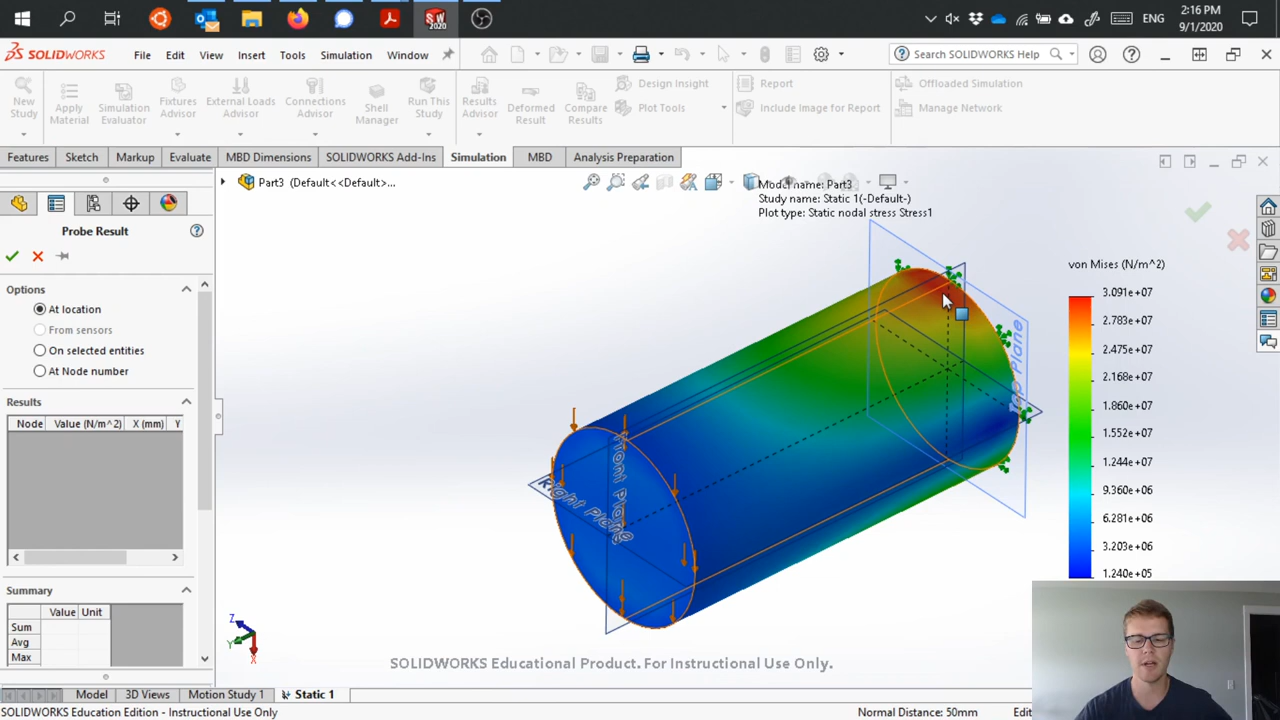 2:16 PM
ENG
9/1/2020
SW
2020
SOLIDWORKS
File
Edit
View
Insert
Tools
Simulation
Window
Search SOLIDWORKS Help
New Study
Apply Material
Simulation Evaluator
Fixtures Advisor
External Loads Advisor
Connections Advisor
Shell Manager
Run This Study
Results Advisor
Deformed Result
Compare Results
Design Insight
Plot Tools
Report
Include Image for Report
Offloaded Simulation
Manage Network
Features
Sketch
Markup
Evaluate
MBD Dimensions
SOLIDWORKS Add-Ins
Simulation
MBD
Analysis Preparation
Part3 (Default<<Default>...
Model name: Part3
Study name: Static 1(-Default-)
Plot type: Static nodal stress Stress1
Probe Result
Options
At location
From sensors
On selected entities
At Node number
Results
Node
Value (N/m^2)
X (mm)
Y
Summary
Value
Unit
Sum
Avg
Max
von Mises (N/m^2)
3.091e+07
2.783e+07
2.475e+07
2.168e+07
1.860e+07
1.552e+07
1.244e+07
9.360e+06
6.281e+06
3.203e+06
1.240e+05
Top Plane
Front Plane
Right Plane
Z
Y
X
SOLIDWORKS Educational Product. For Instructional Use Only.
Model
3D Views
Motion Study 1
Static 1
SOLIDWORKS Education Edition - Instructional Use Only
Normal Distance: 50mm